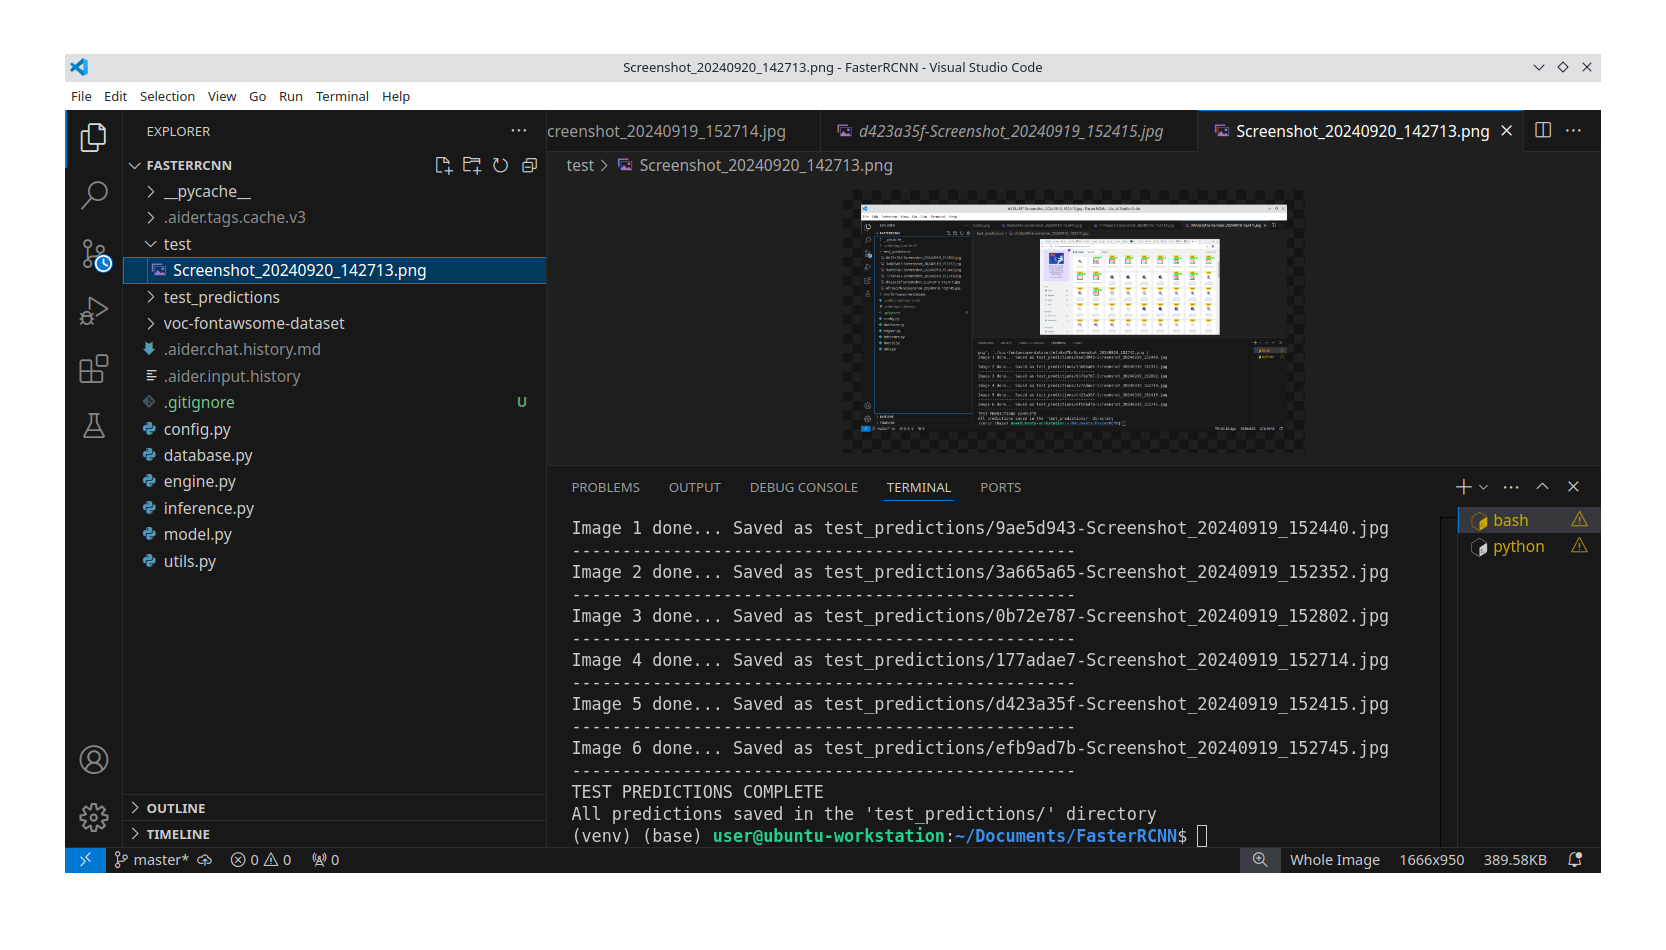 Screenshot_20240920_142713.png - FasterRCNN - Visual Studio Code
File Edit Selection View Go Run Terminal Help
EXPLORER
FASTERRCNN
__pycache__
.aider.tags.cache.v3
test
Screenshot_20240920_142713.png
test_predictions
voc-fontawsome-dataset
.aider.chat.history.md
.aider.input.history
.gitignore U
config.py
database.py
engine.py
inference.py
model.py
utils.py
OUTLINE
TIMELINE
creenshot_20240919_152714.jpg d423a35f-Screenshot_20240919_152415.jpg Screenshot_20240920_142713.png
test > Screenshot_20240920_142713.png
PROBLEMS OUTPUT DEBUG CONSOLE TERMINAL PORTS
Image 1 done... Saved as test_predictions/9ae5d943-Screenshot_20240919_152440.jpg
--------------------------------------------------
Image 2 done... Saved as test_predictions/3a665a65-Screenshot_20240919_152352.jpg
--------------------------------------------------
Image 3 done... Saved as test_predictions/0b72e787-Screenshot_20240919_152802.jpg
--------------------------------------------------
Image 4 done... Saved as test_predictions/177adae7-Screenshot_20240919_152714.jpg
--------------------------------------------------
Image 5 done... Saved as test_predictions/d423a35f-Screenshot_20240919_152415.jpg
--------------------------------------------------
Image 6 done... Saved as test_predictions/efb9ad7b-Screenshot_20240919_152745.jpg
--------------------------------------------------
TEST PREDICTIONS COMPLETE
All predictions saved in the 'test_predictions/' directory
(venv) (base) user@ubuntu-workstation:~/Documents/FasterRCNN$
bash
python
master* 0 0 0 Whole Image 1666x950 389.58KB